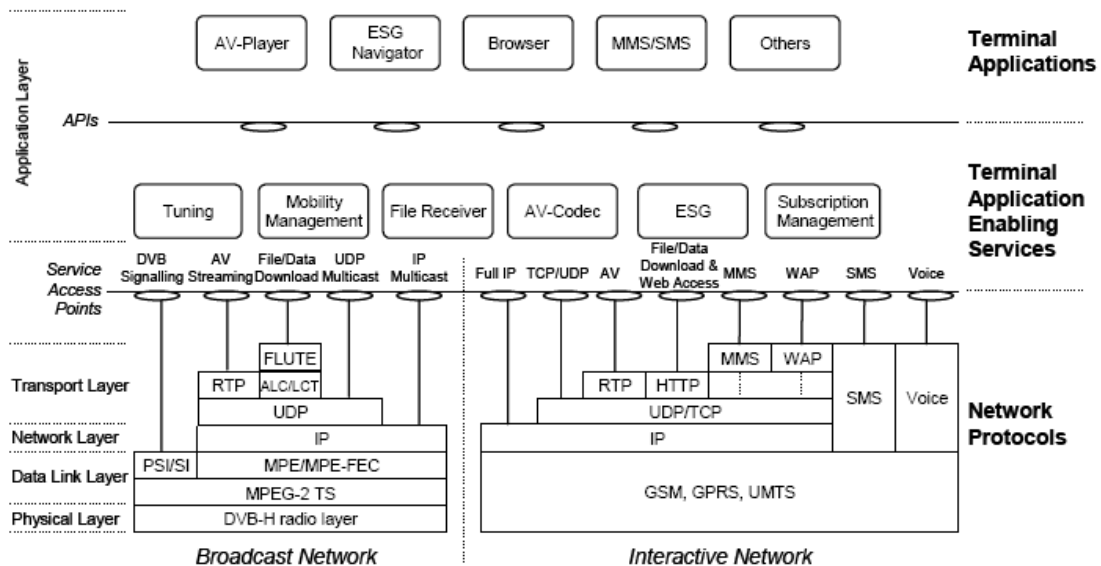 Application Layer
AV-Player
ESG
Navigator
Browser
MMS/SMS
Others
Terminal
Applications
APIs
Tuning
Mobility
Management
File Receiver
AV-Codec
ESG
Subscription
Management
Terminal
Application
Enabling
Services
Service
Access
Points
DVB
Signalling
AV
Streaming
File/Data
Download
UDP
Multicast
IP
Multicast
Full IP
TCP/UDP
AV
File/Data
Download &
Web Access
MMS
WAP
SMS
Voice
Transport Layer
FLUTE
RTP
ALC/LCT
UDP
MMS
WAP
RTP
HTTP
UDP/TCP
SMS
Voice
Network Layer
IP
IP
Network
Protocols
Data Link Layer
PSI/SI
MPE/MPE-FEC
MPEG-2 TS
GSM, GPRS, UMTS
Physical Layer
DVB-H radio layer
Broadcast Network
Interactive Network